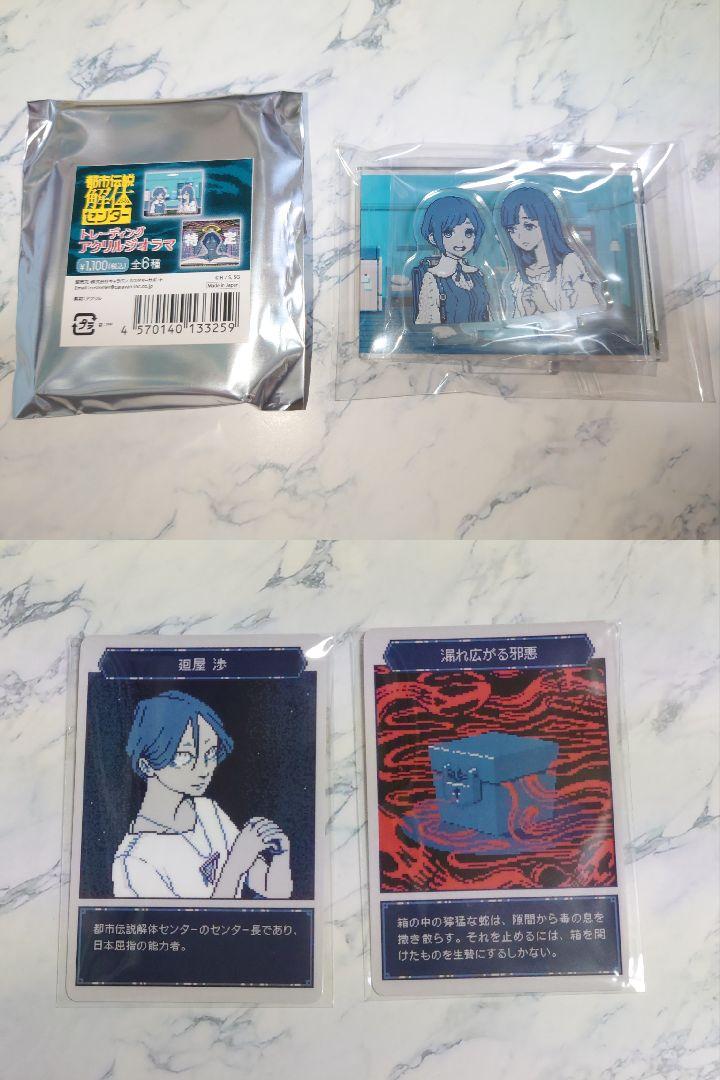 都市伝説
解体
センター
トレーディング
アクリルジオラマ
¥1,100(税込) 全6種
特定
©H / S, SG
Made in Japan
プラ
4 570140 133259
廻屋 渉
都市伝説解体センターのセンター長であり、
日本屈指の能力者。
漏れ広がる邪悪
箱の中の獰猛な蛇は、隙間から毒の息を
撒き散らす。それを止めるには、箱を開
けたものを生贄にするしかない。